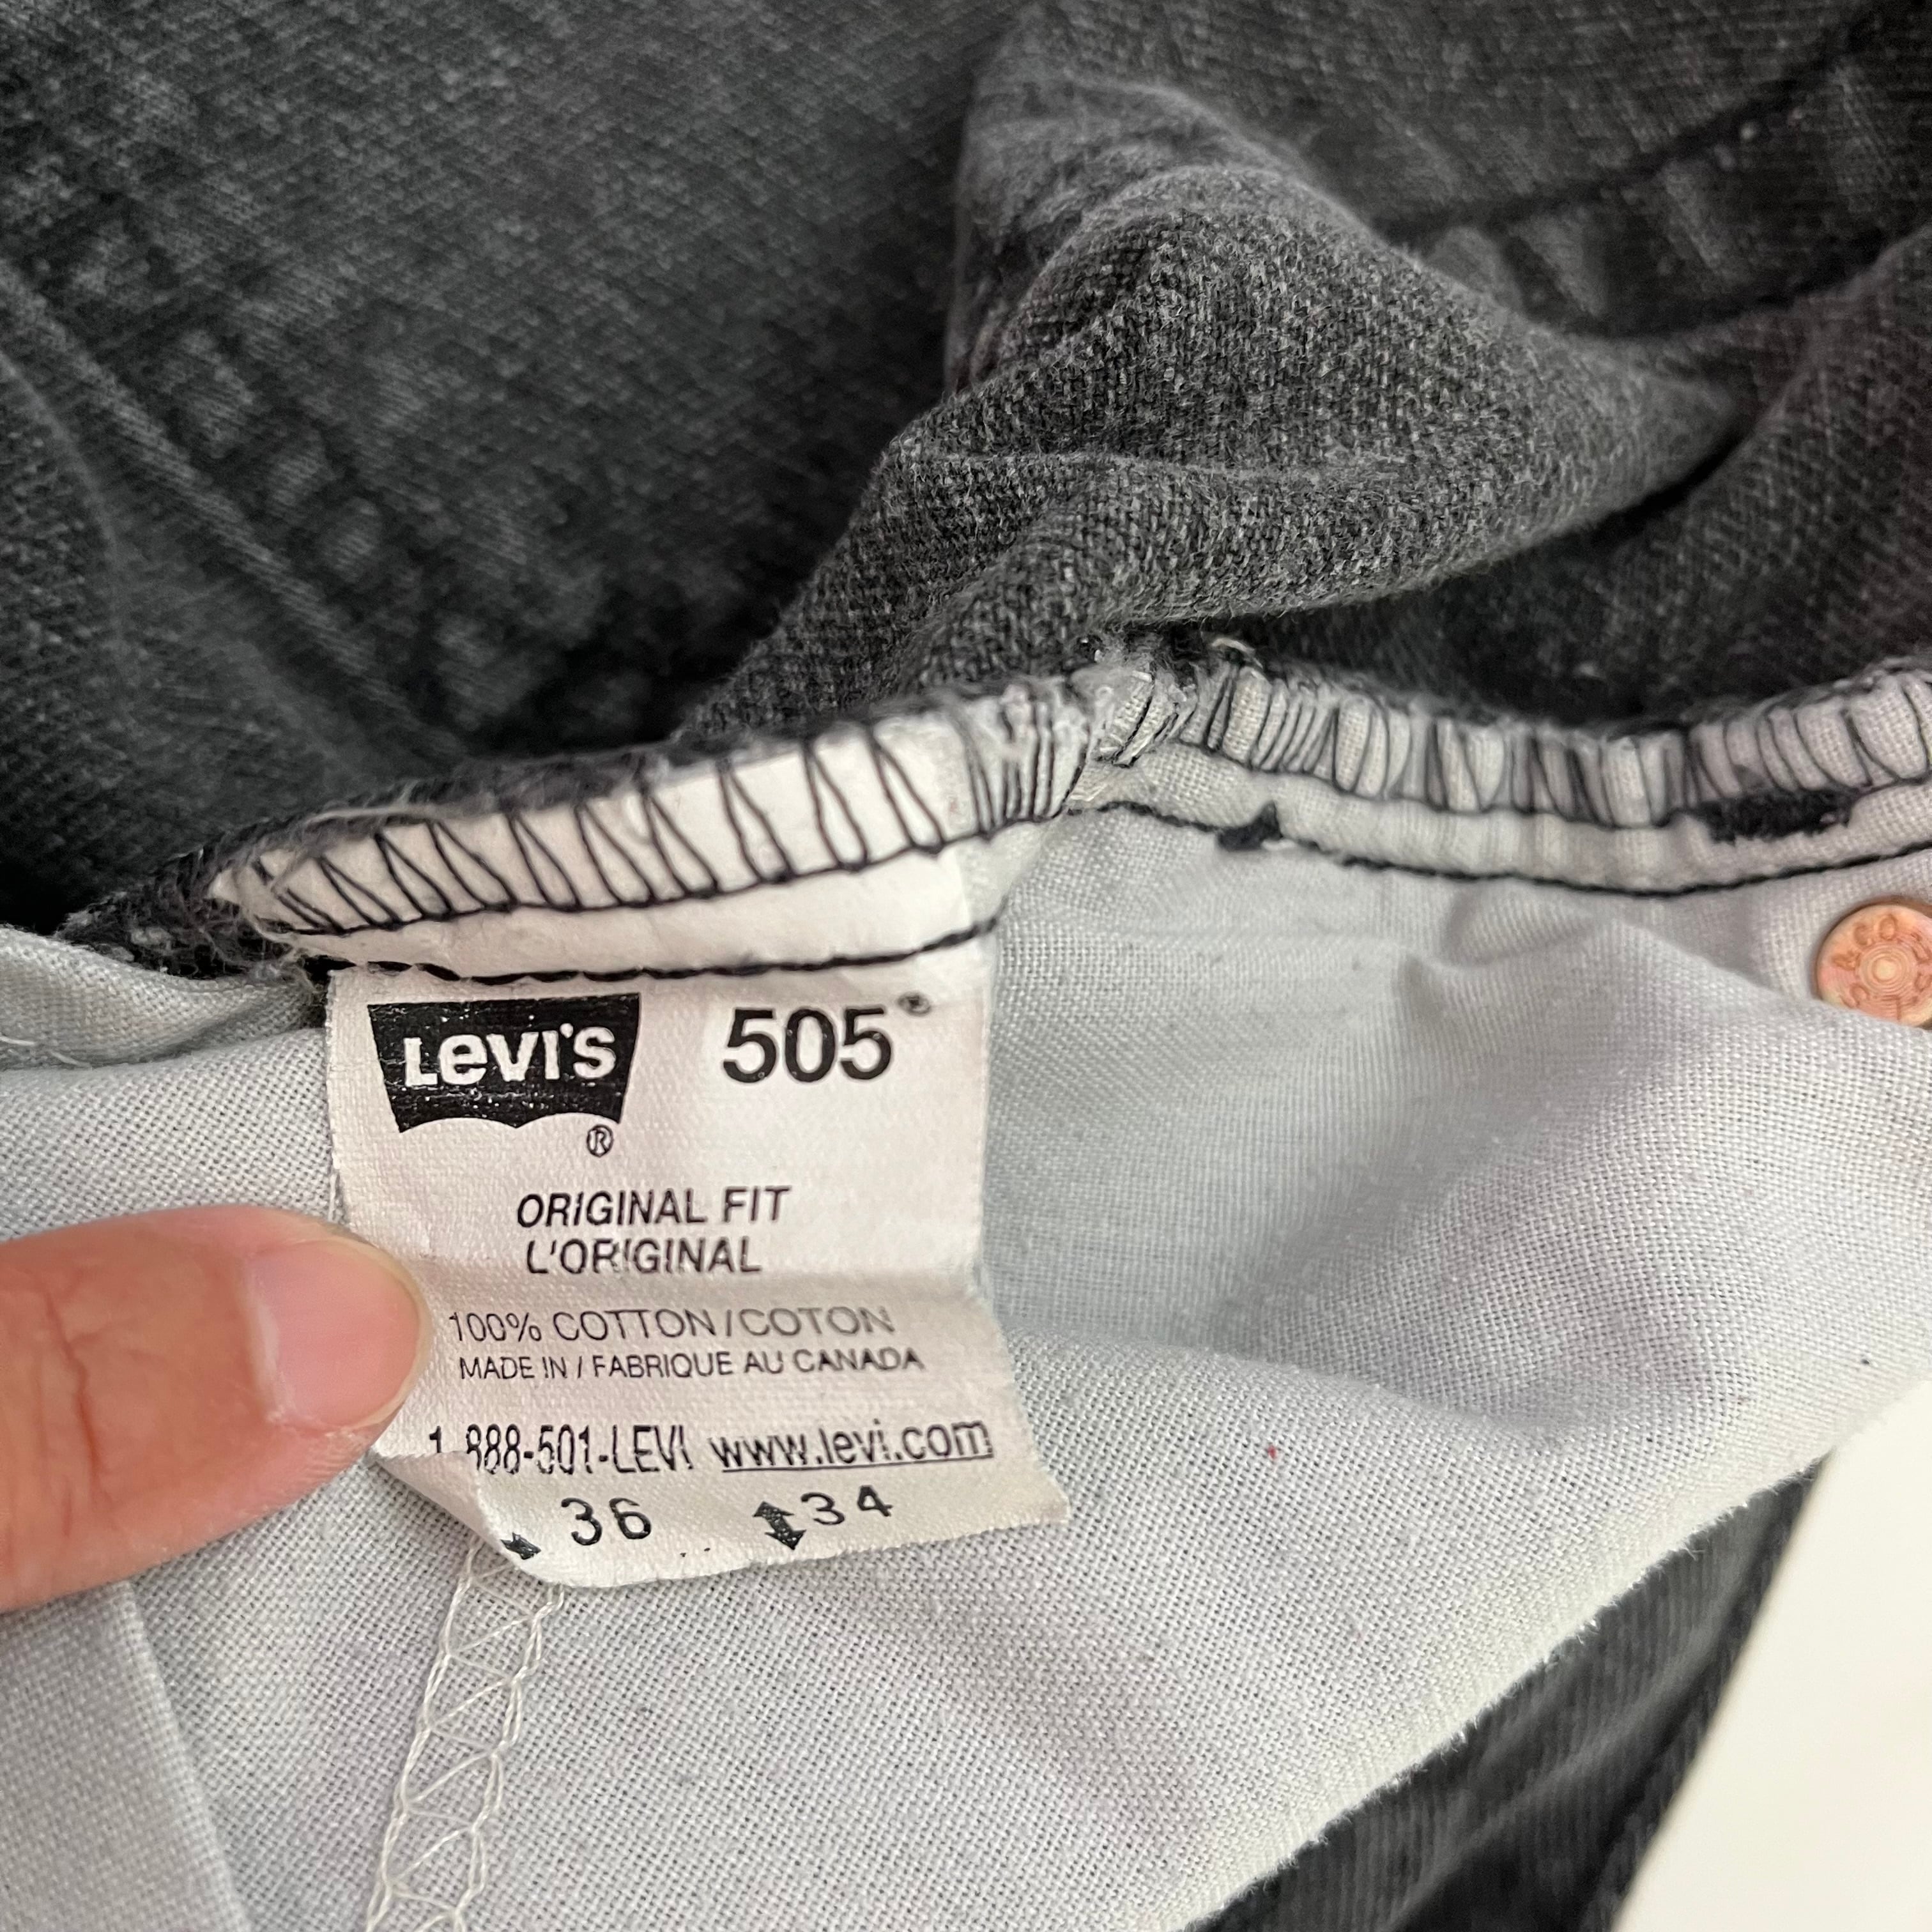 Levi's ® 505®
ORIGINAL FIT
L'ORIGINAL
100% COTTON/COTON
MADE IN / FABRIQUE AU CANADA
1 888-501-LEVI www.levi.com
36 34